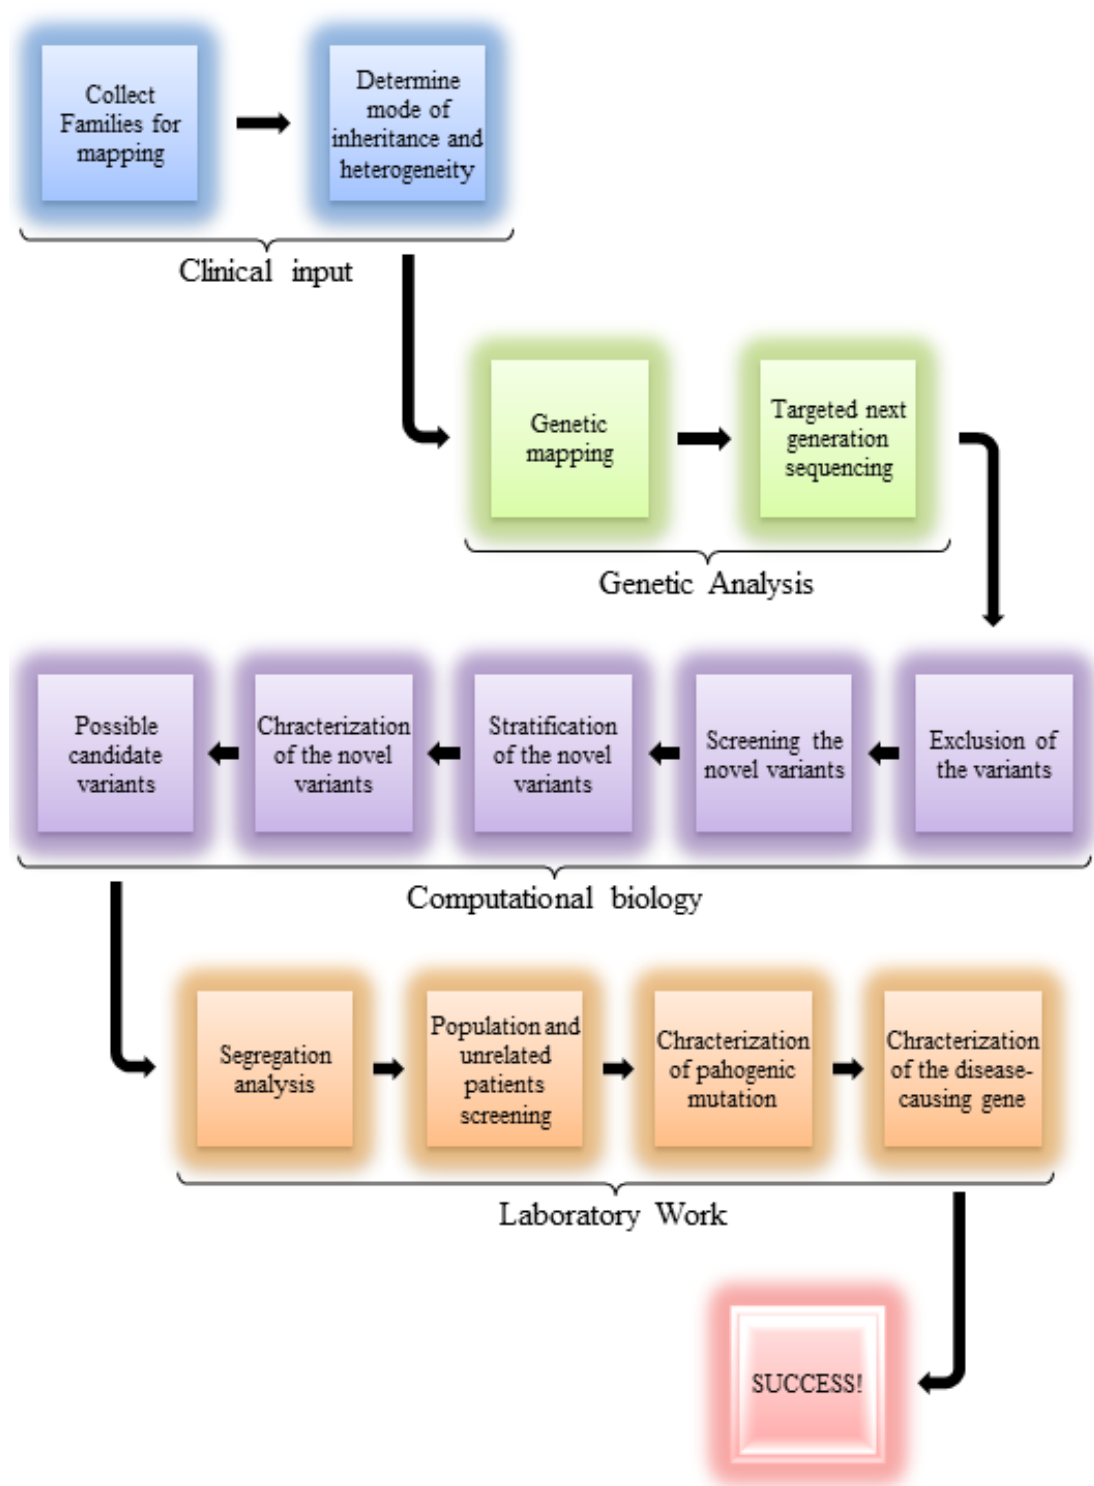 Collect
Families for
mapping
Determine
mode of
inheritance and
heterogeneity
Clinical input
Genetic
mapping
Targeted next
generation
sequencing
Genetic Analysis
Exclusion of
the variants
Screening the
novel variants
Stratification
of the novel
variants
Chracterization
of the novel
variants
Possible
candidate
variants
Computational biology
Segregation
analysis
Population and
unrelated
patients
screening
Chracterization
of pahogenic
mutation
Chracterization
of the disease-
causing gene
Laboratory Work
SUCCESS!